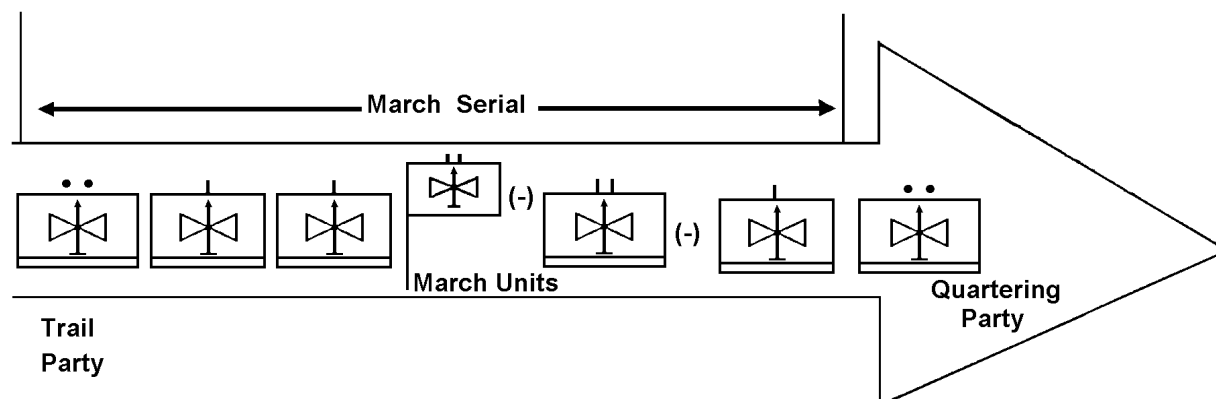 March Serial
(-)
(-)
March Units
Quartering
Party
Trail
Party